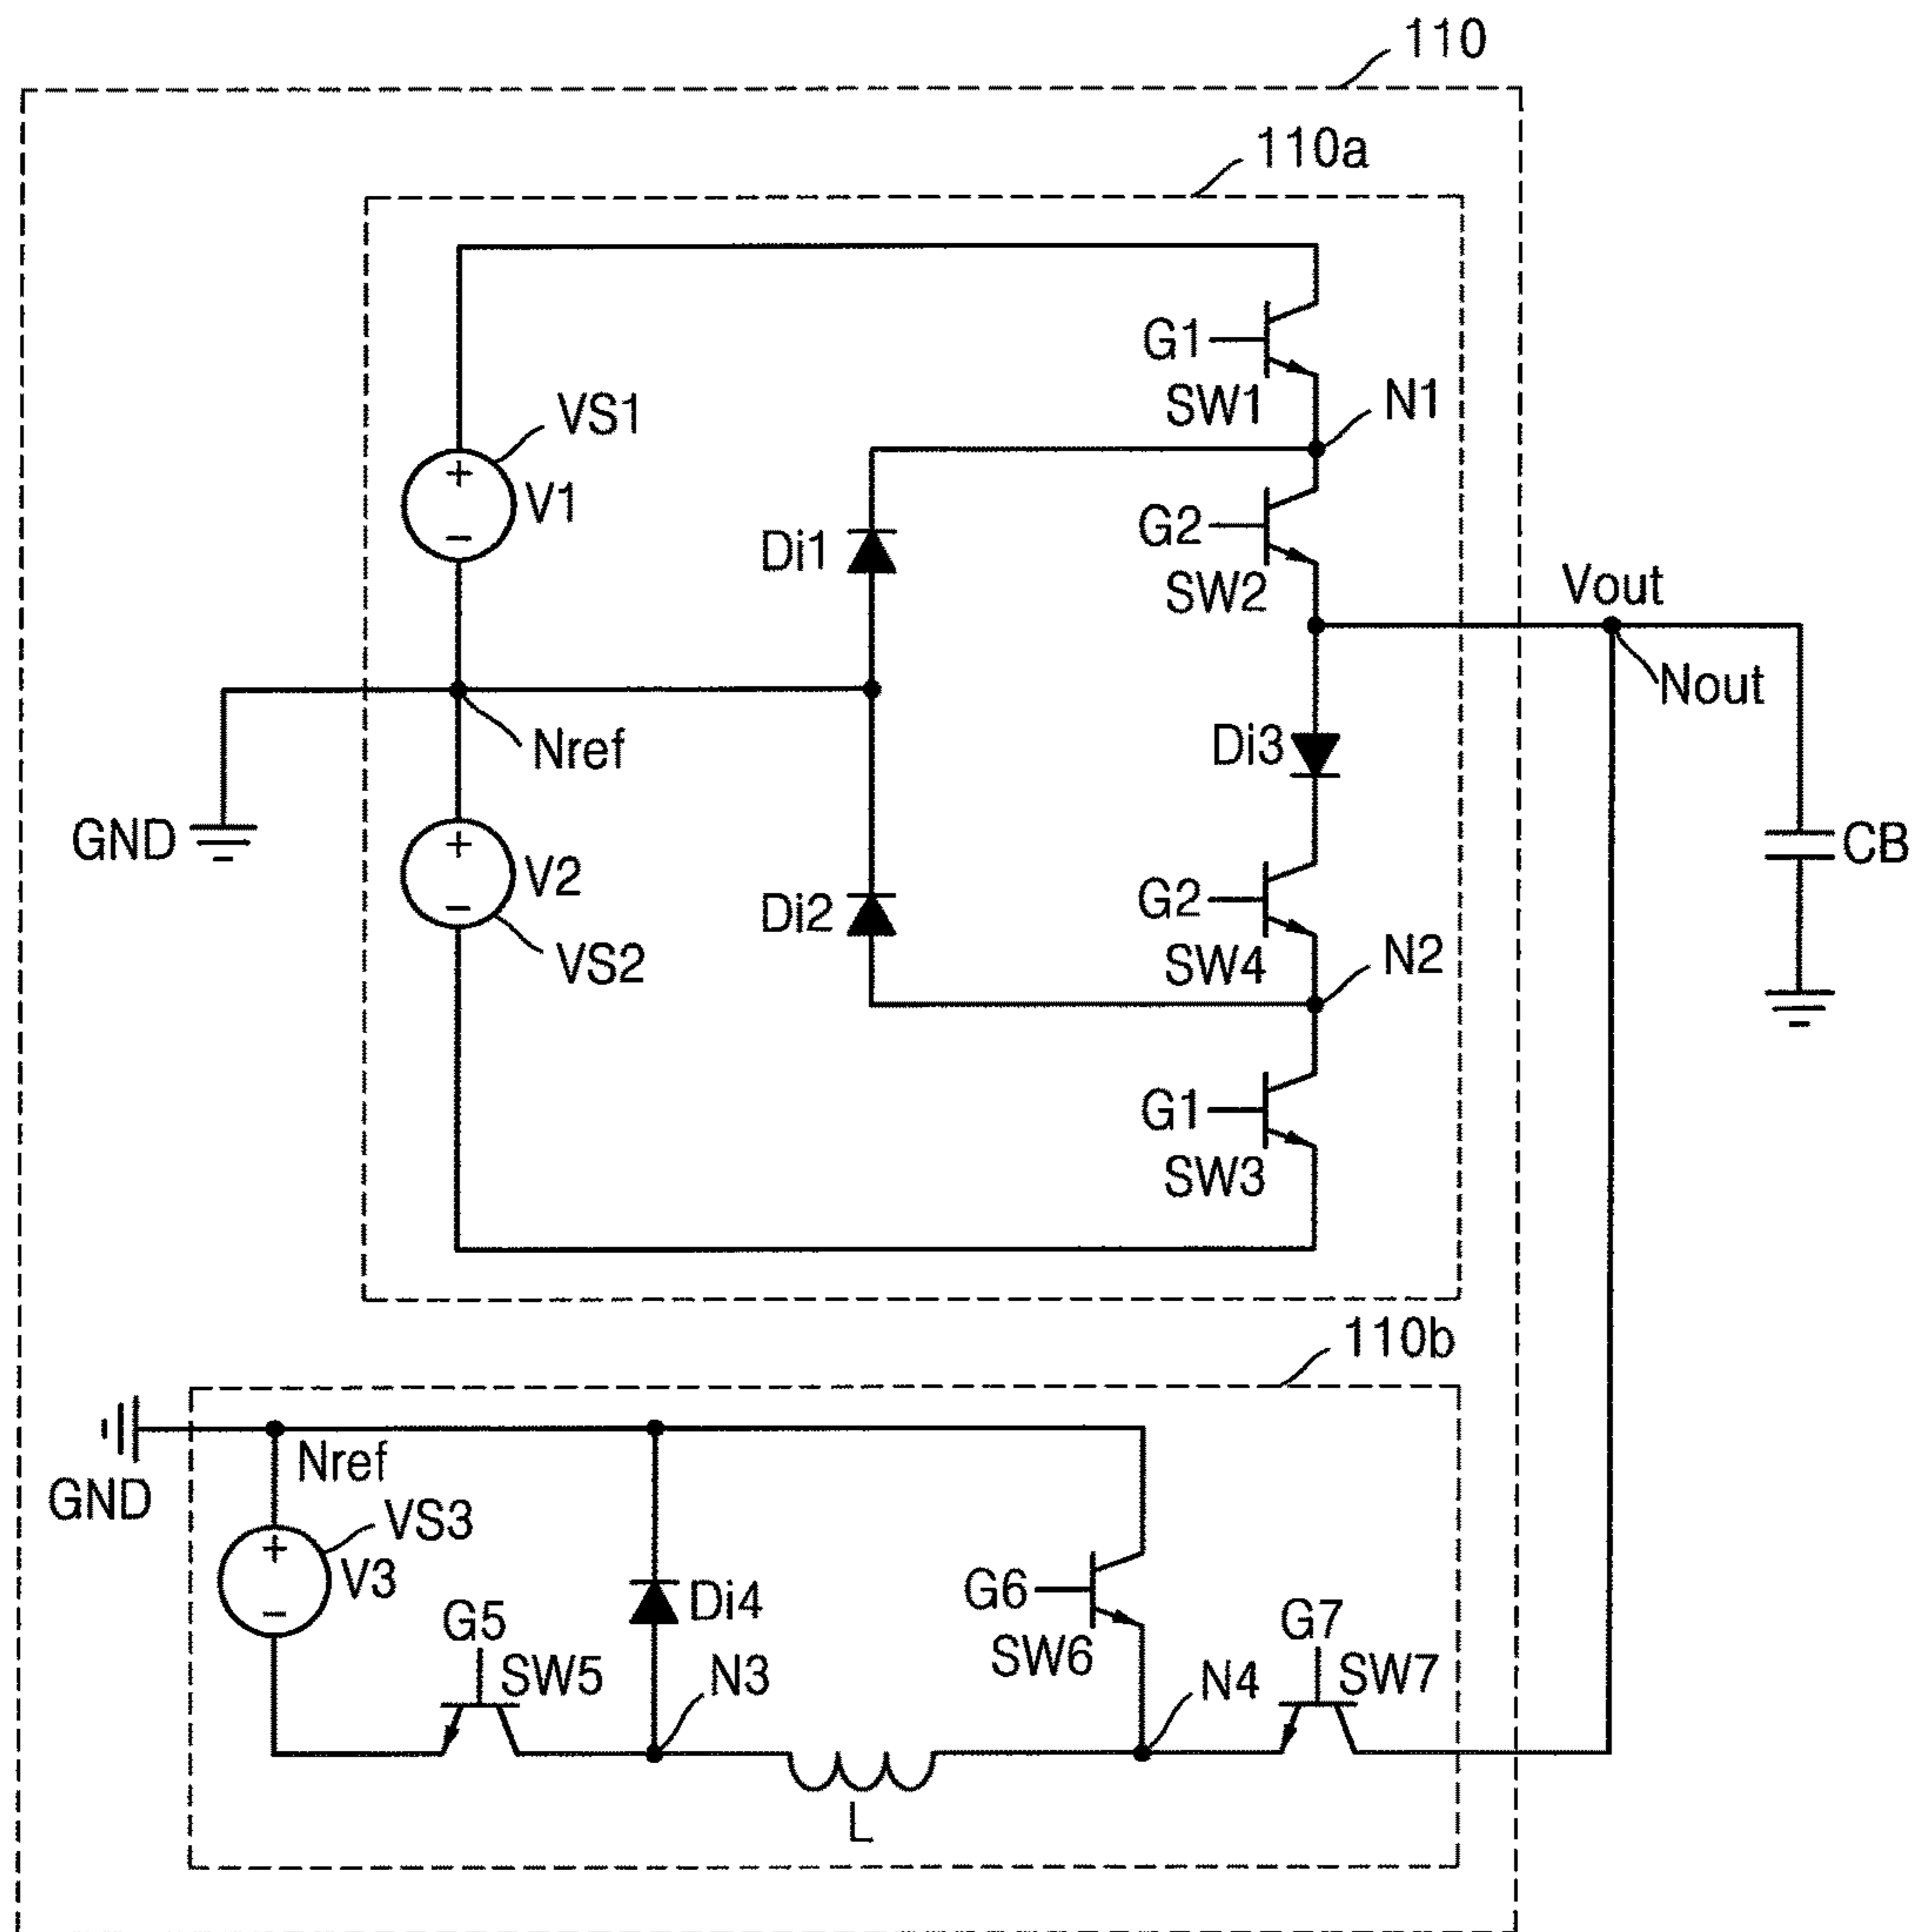 110
110a
G1
SW1
N1
VS1
+
V1
−
G2
SW2
Di1
Vout
Nout
Nref
Di3
GND
+
V2
−
VS2
CB
Di2
G2
SW4
N2
G1
SW3
110b
Nref
GND
VS3
+
V3
−
G5
SW5
Di4
N3
G6
SW6
N4
G7
SW7
L